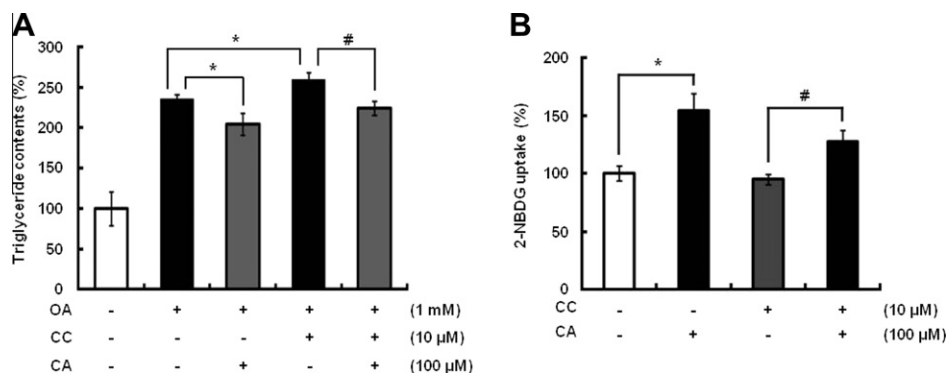 A
Triglyceride contents (%)
300
250
200
150
100
50
0
* # *
OA - + + + + (1 mM)
CC - - - + + (10 µM)
CA - - + - + (100 µM)
B
2-NBDG uptake (%)
200
150
100
50
0
* #
CC - - + + (10 µM)
CA - + - + (100 µM)